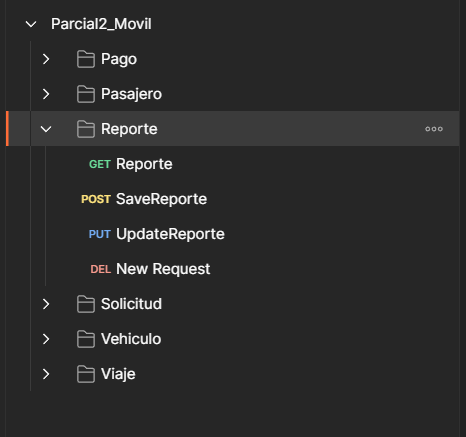 Parcial2_Movil
Pago
Pasajero
Reporte
GET Reporte
POST SaveReporte
PUT UpdateReporte
DEL New Request
Solicitud
Vehiculo
Viaje